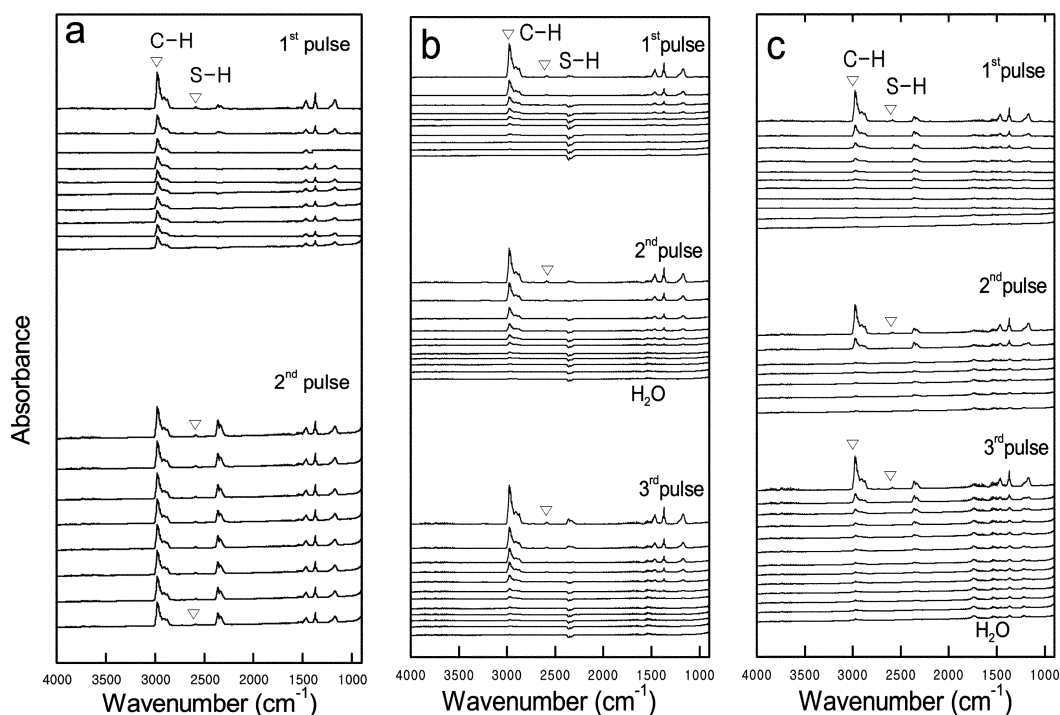 a
C–H
S–H
1st pulse
2nd pulse
Absorbance
4000 3500 3000 2500 2000 1500 1000
Wavenumber (cm-1)
b
C–H
S–H
1st pulse
2nd pulse
H2O
3rd pulse
4000 3500 3000 2500 2000 1500 1000
Wavenumber (cm-1)
c
C–H
S–H
1st pulse
2nd pulse
3rd pulse
H2O
4000 3500 3000 2500 2000 1500 1000
Wavenumber (cm-1)